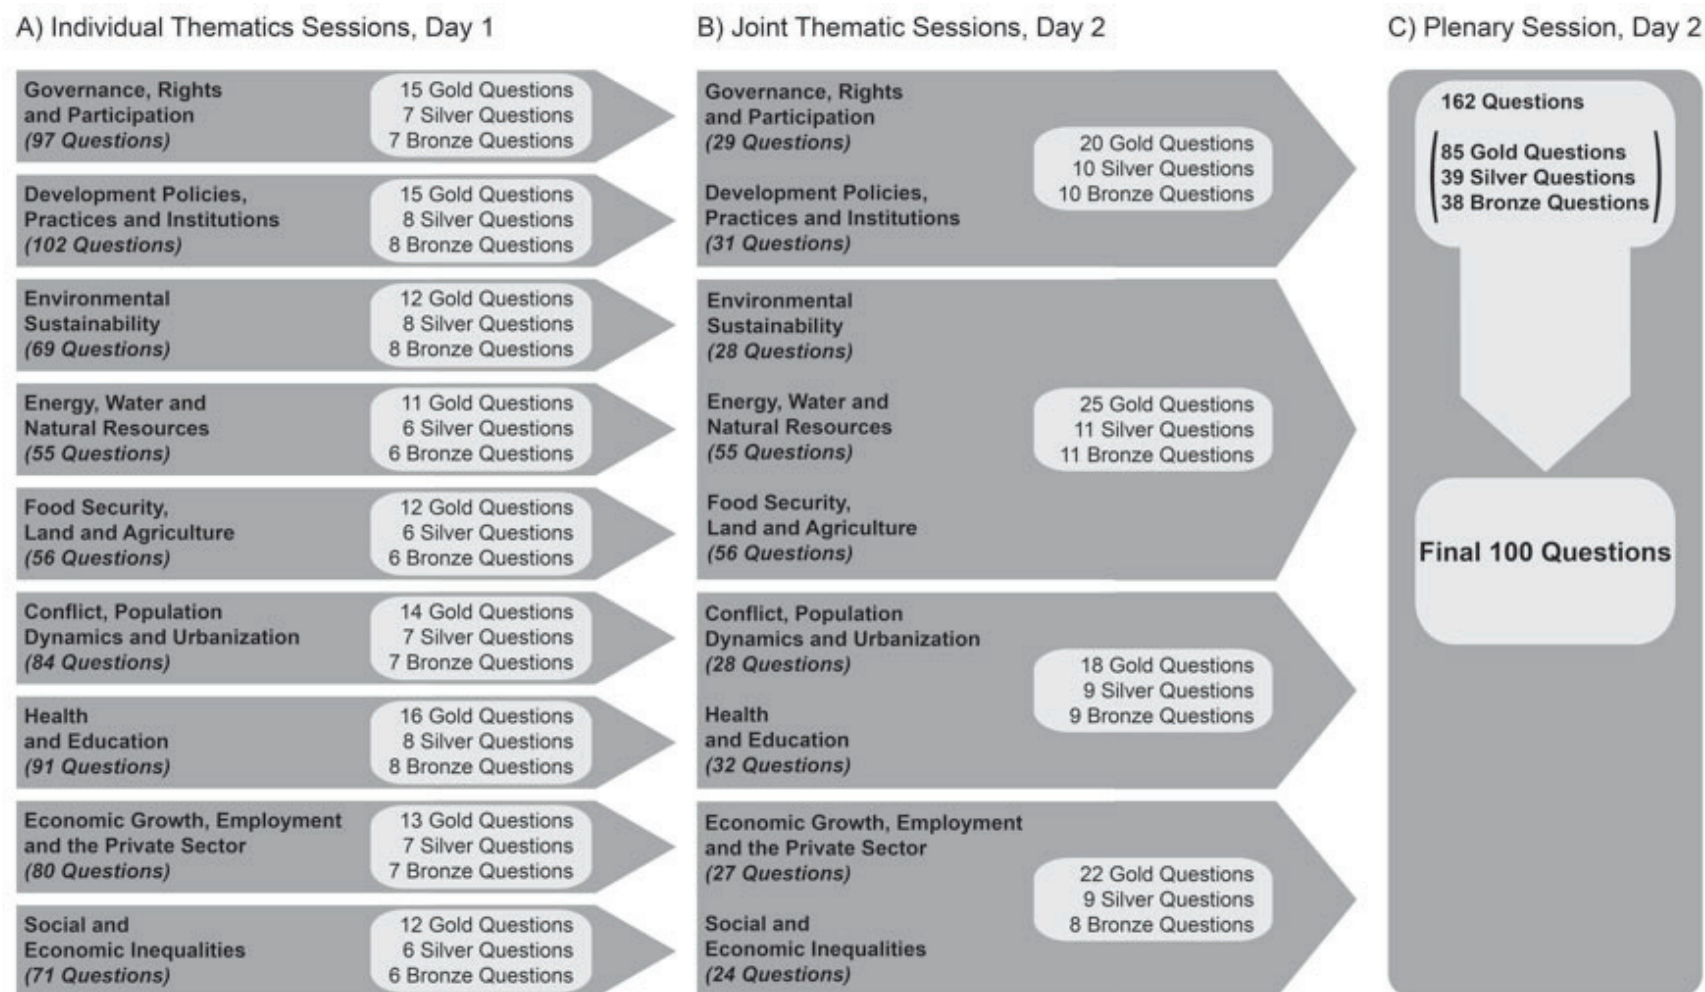 A) Individual Thematics Sessions, Day 1
Governance, Rights
and Participation
(97 Questions)
15 Gold Questions
7 Silver Questions
7 Bronze Questions
Development Policies,
Practices and Institutions
(102 Questions)
15 Gold Questions
8 Silver Questions
8 Bronze Questions
Environmental
Sustainability
(69 Questions)
12 Gold Questions
8 Silver Questions
8 Bronze Questions
Energy, Water and
Natural Resources
(55 Questions)
11 Gold Questions
6 Silver Questions
6 Bronze Questions
Food Security,
Land and Agriculture
(56 Questions)
12 Gold Questions
6 Silver Questions
6 Bronze Questions
Conflict, Population
Dynamics and Urbanization
(84 Questions)
14 Gold Questions
7 Silver Questions
7 Bronze Questions
Health
and Education
(91 Questions)
16 Gold Questions
8 Silver Questions
8 Bronze Questions
Economic Growth, Employment
and the Private Sector
(80 Questions)
13 Gold Questions
7 Silver Questions
7 Bronze Questions
Social and
Economic Inequalities
(71 Questions)
12 Gold Questions
6 Silver Questions
6 Bronze Questions
B) Joint Thematic Sessions, Day 2
Governance, Rights
and Participation
(29 Questions)
Development Policies,
Practices and Institutions
(31 Questions)
20 Gold Questions
10 Silver Questions
10 Bronze Questions
Environmental
Sustainability
(28 Questions)
Energy, Water and
Natural Resources
(55 Questions)
Food Security,
Land and Agriculture
(56 Questions)
25 Gold Questions
11 Silver Questions
11 Bronze Questions
Conflict, Population
Dynamics and Urbanization
(28 Questions)
Health
and Education
(32 Questions)
18 Gold Questions
9 Silver Questions
9 Bronze Questions
Economic Growth, Employment
and the Private Sector
(27 Questions)
Social and
Economic Inequalities
(24 Questions)
22 Gold Questions
9 Silver Questions
8 Bronze Questions
C) Plenary Session, Day 2
162 Questions
(85 Gold Questions
39 Silver Questions
38 Bronze Questions)
Final 100 Questions